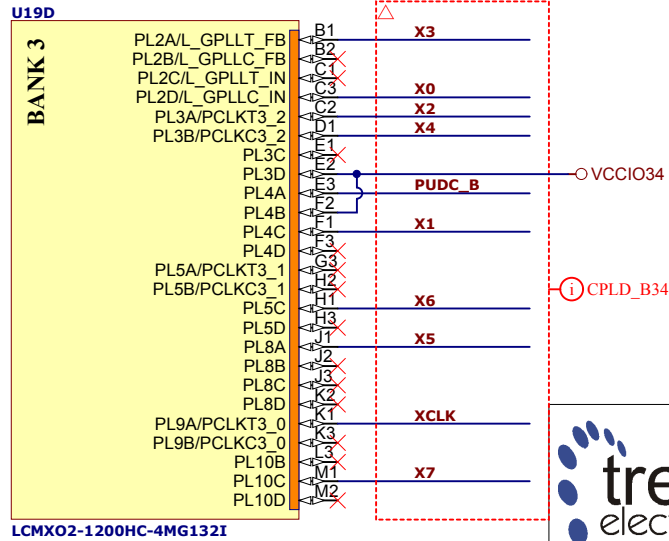 U19D
BANK 3
PL2A/L_GPLLT_FB B1 X3
PL2B/L_GPLLC_FB B2
PL2C/L_GPLLT_IN C1
PL2D/L_GPLLC_IN C3 X0
PL3A/PCLKT3_2 C2 X2
PL3B/PCLKC3_2 D1 X4
PL3C E1
PL3D E2 VCCIO34
PL4A E3 PUDC_B
PL4B F2
PL4C F1 X1
PL4D F3
PL5A/PCLKT3_1 G3
PL5B/PCLKC3_1 H2
i CPLD_B34
PL5C H1 X6
PL5D H3
PL8A J1 X5
PL8B J2
PL8C J3
PL8D K2
PL9A/PCLKT3_0 K1 XCLK
PL9B/PCLKC3_0 K3
PL10B L3
PL10C M1 X7
PL10D M2
LCMXO2-1200HC-4MG132I
tre
elect